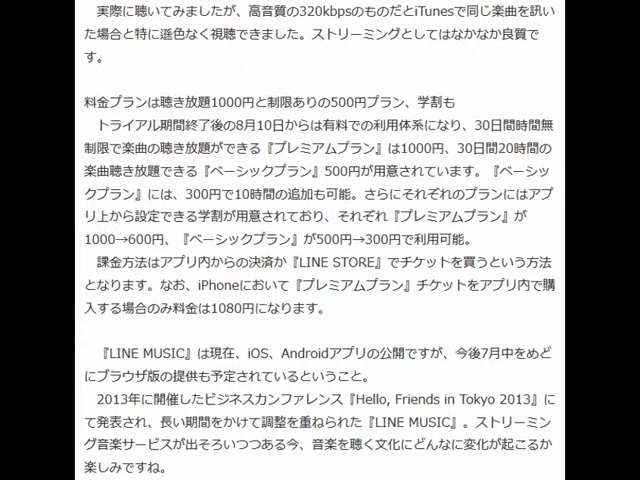 実際に聴いてみましたが、高音質の320kbpsのものだとiTunesで同じ楽曲を訊い
た場合と特に遜色なく視聴できました。ストリーミングとしてはなかなか良質で
す。
料金プランは聴き放題1000円と制限ありの500円プラン、学割も
トライアル期間終了後の8月10日からは有料での利用体系になり、30日間時間無
制限で楽曲の聴き放題ができる『プレミアムプラン』は1000円、30日間20時間の
楽曲聴き放題できる『ベーシックプラン』500円が用意されています。『ベーシッ
クプラン』には、300円で10時間の追加も可能。さらにそれぞれのプランにはアプ
リ上から設定できる学割が用意されており、それぞれ『プレミアムプラン』が
1000→600円、『ベーシックプラン』が500円→300円で利用可能。
課金方法はアプリ内からの決済か『LINE STORE』でチケットを買うという方法
となります。なお、iPhoneにおいて『プレミアムプラン』チケットをアプリ内で購
入する場合のみ料金は1080円になります。
『LINE MUSIC』は現在、iOS、Androidアプリの公開ですが、今後7月中をめど
にブラウザ版の提供も予定されているということ。
2013年に開催したビジネスカンファレンス『Hello, Friends in Tokyo 2013』に
て発表され、長い期間をかけて調整を重ねられた『LINE MUSIC』。ストリーミン
グ音楽サービスが出そろいつつある今、音楽を聴く文化にどんなに変化が起こるか
楽しみですね。